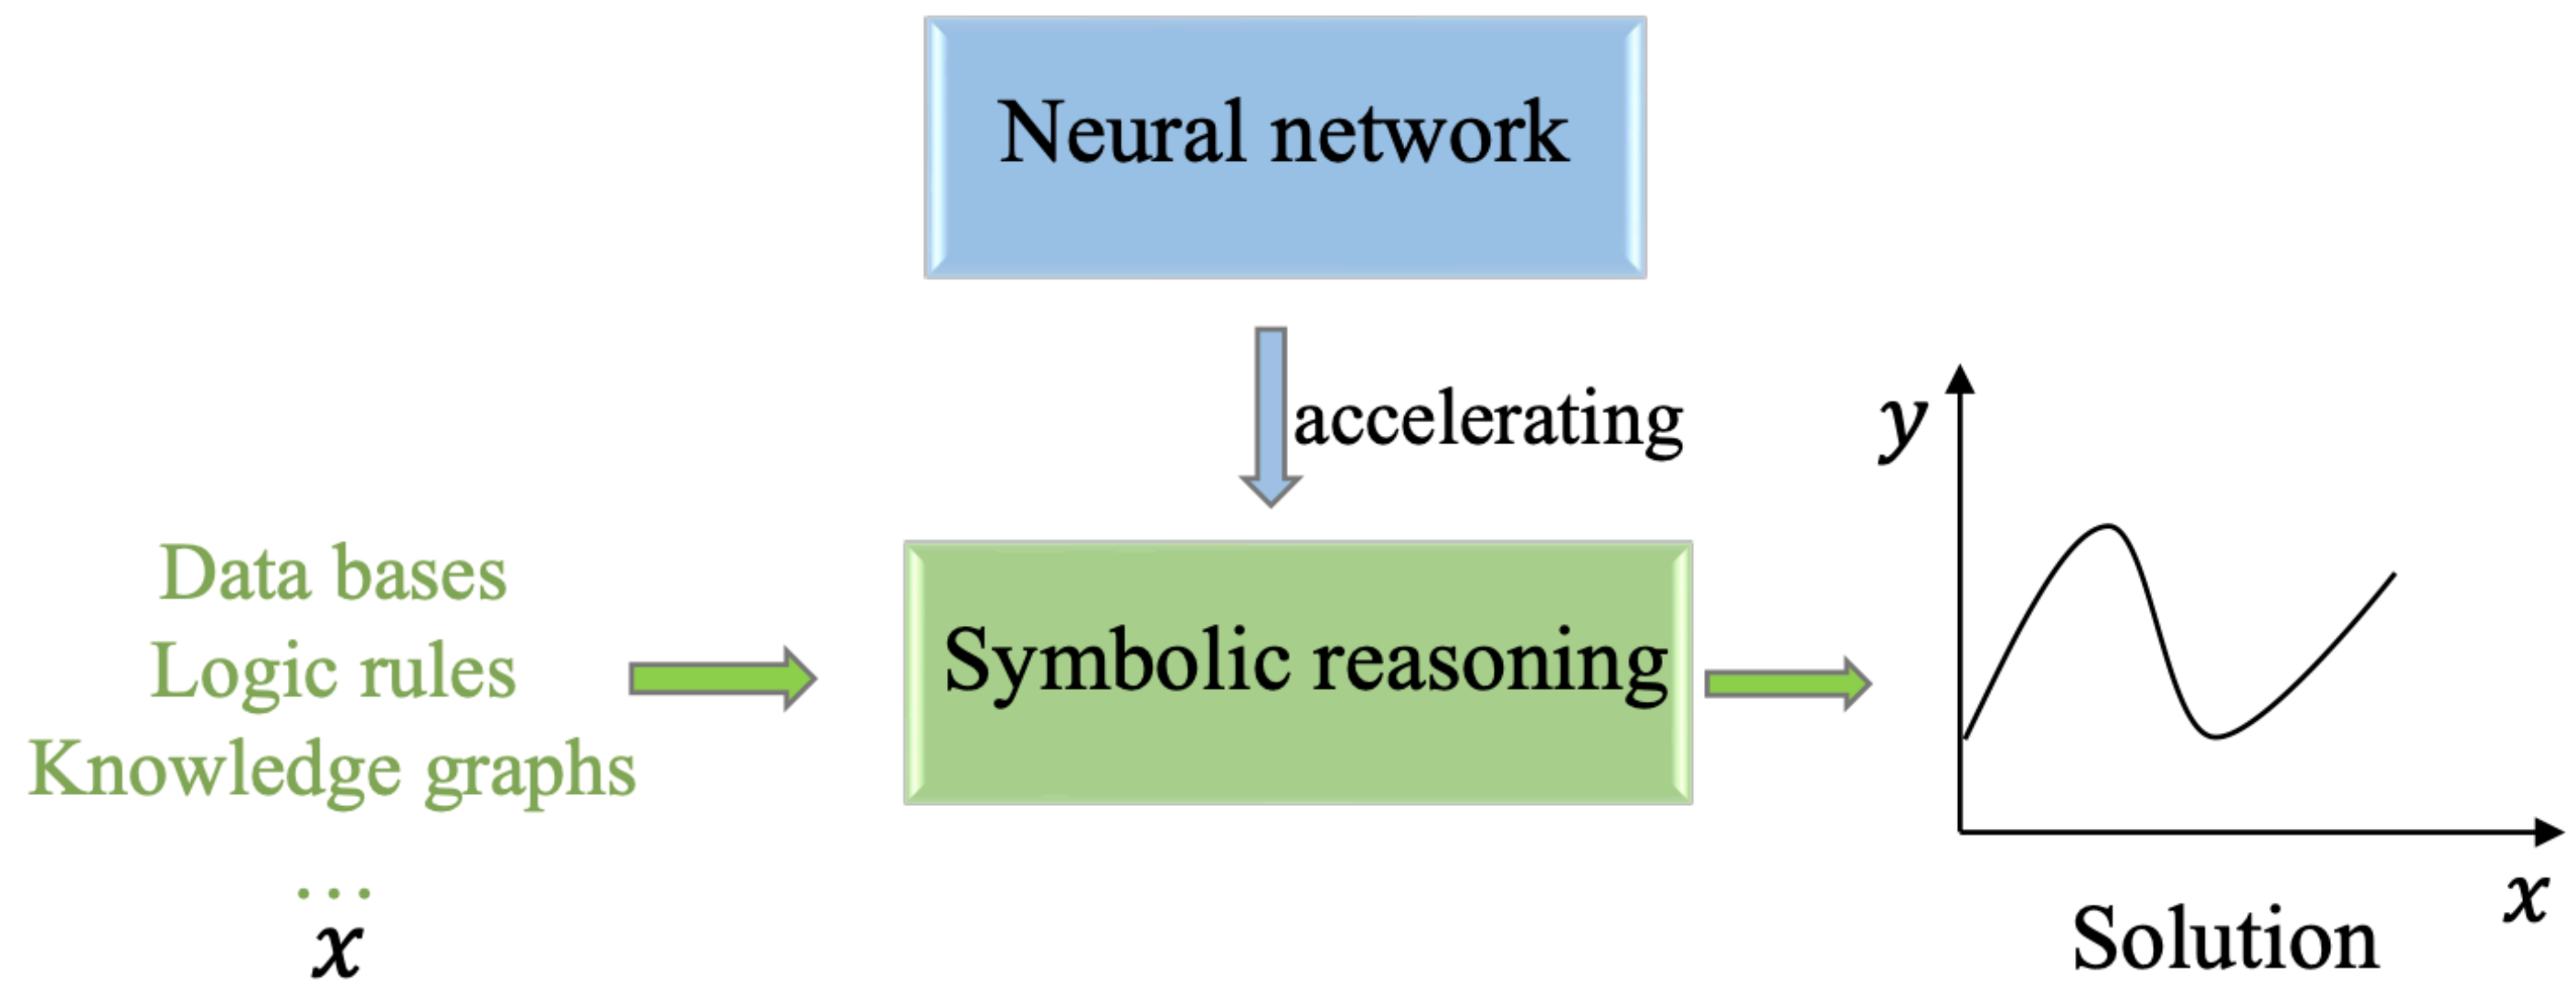 Neural network
accelerating
Data bases
Logic rules
Knowledge graphs
...
x
Symbolic reasoning
y
x
Solution